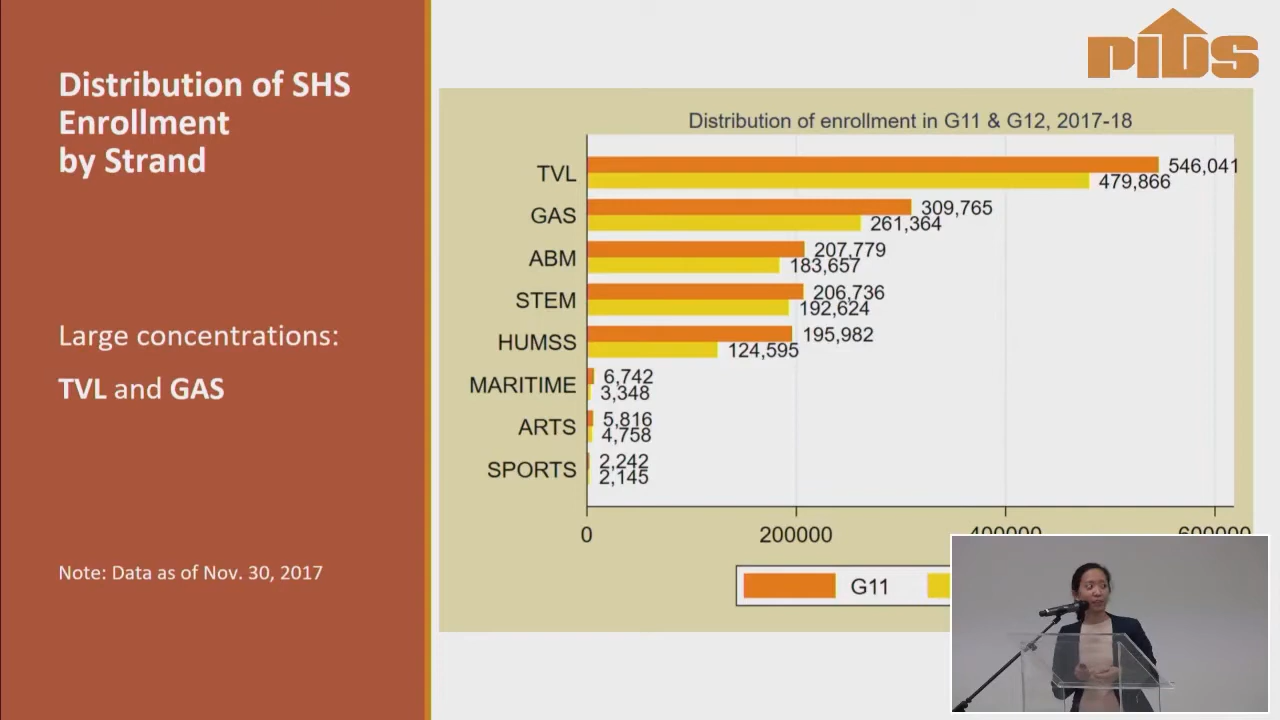 PIDS
Distribution of SHS
Enrollment
by Strand
Large concentrations:
TVL and GAS
Note: Data as of Nov. 30, 2017
Distribution of enrollment in G11 & G12, 2017-18
TVL
546,041
479,866
GAS
309,765
261,364
ABM
207,779
183,657
STEM
206,736
192,624
HUMSS
195,982
124,595
MARITIME
6,742
3,348
ARTS
5,816
4,758
SPORTS
2,242
2,145
0 200000 400000 600000
G11